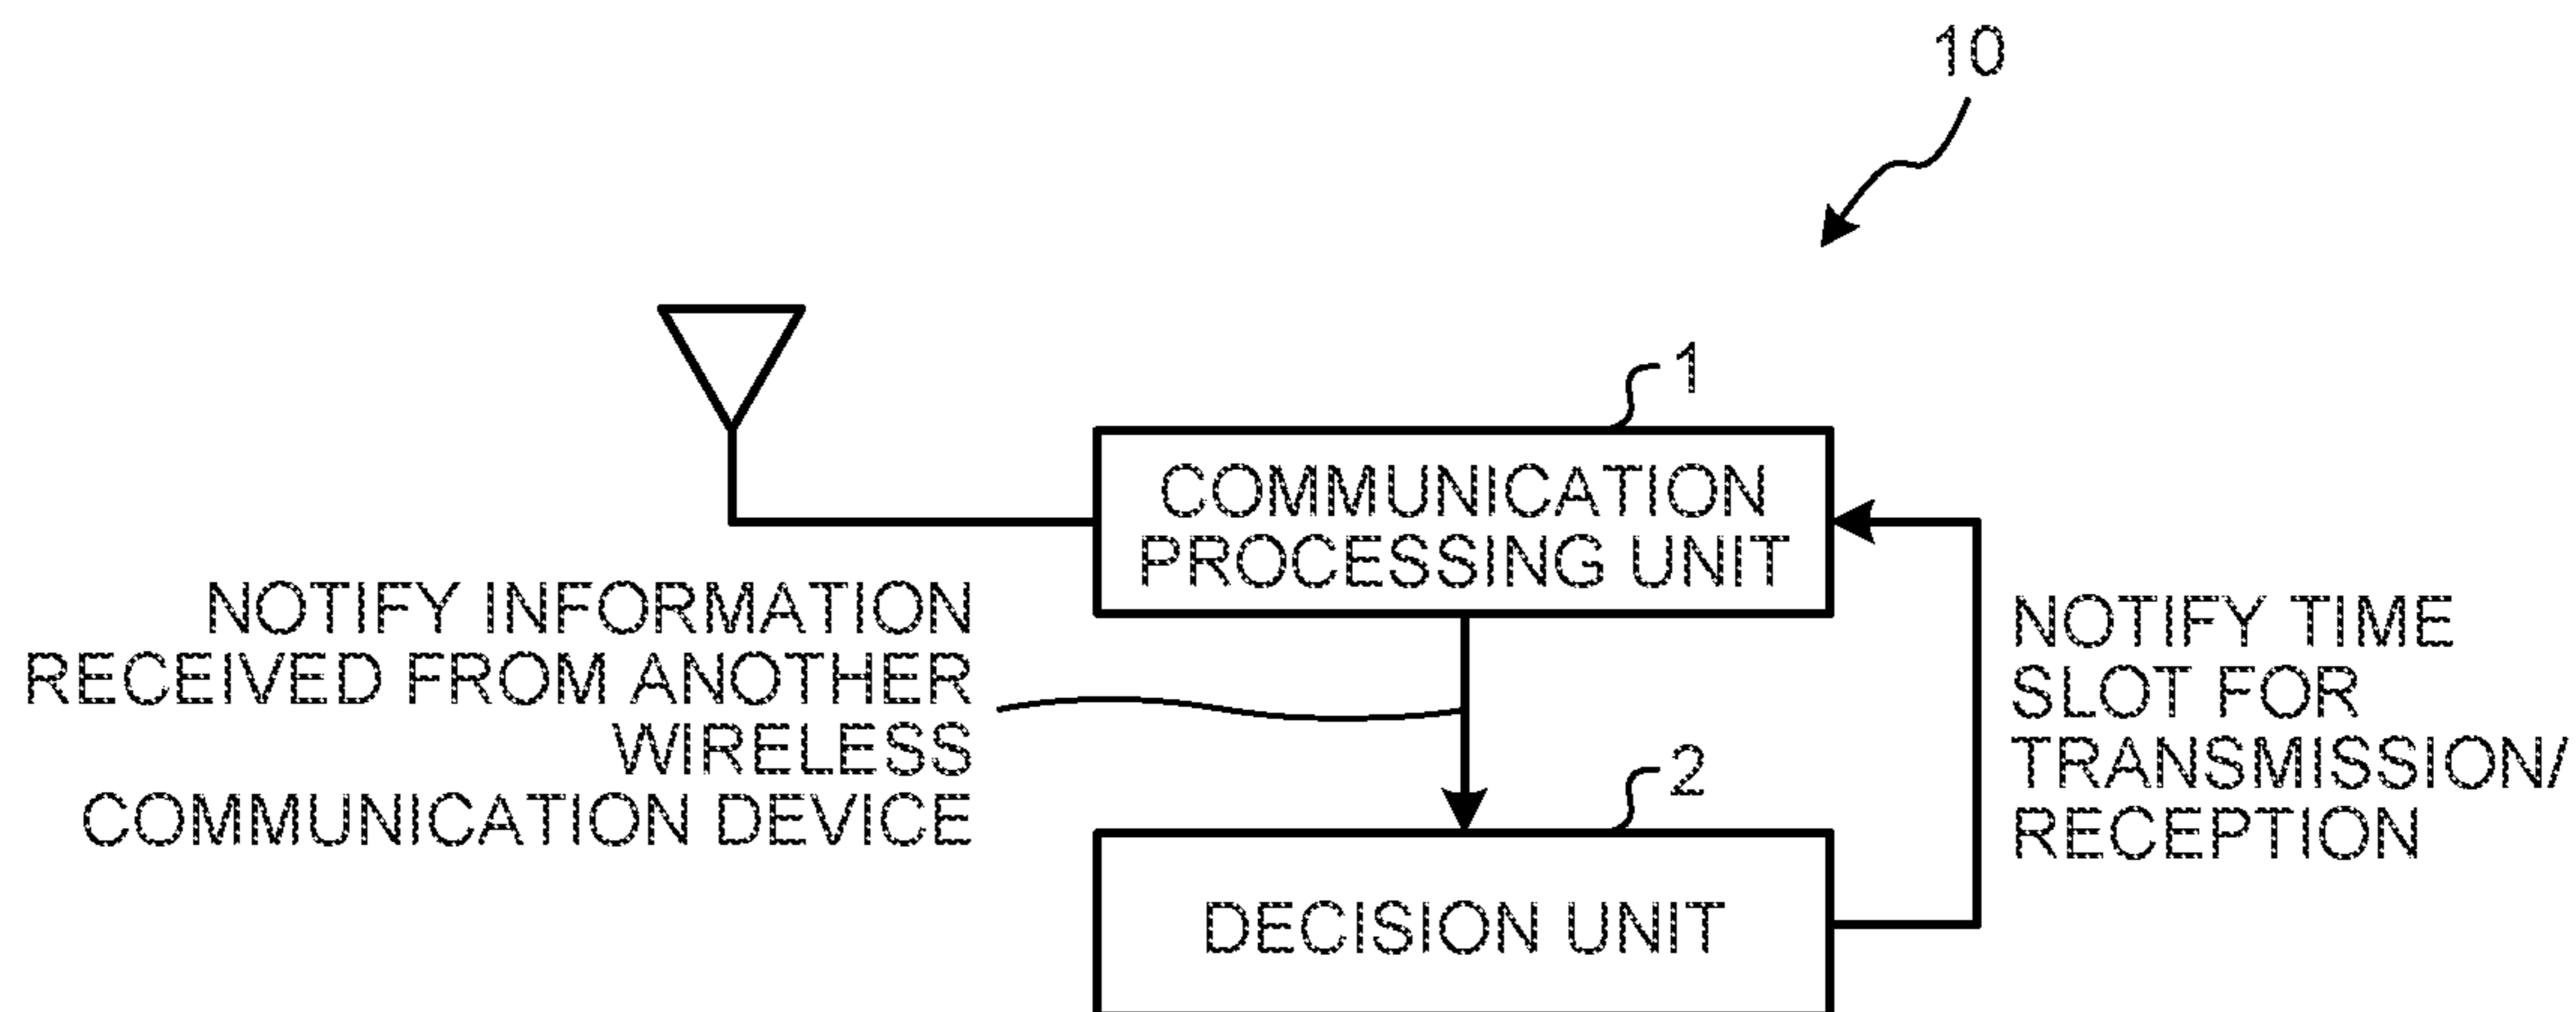 10
1
COMMUNICATION
PROCESSING UNIT
NOTIFY INFORMATION
RECEIVED FROM ANOTHER
WIRELESS
COMMUNICATION DEVICE
NOTIFY TIME
SLOT FOR
TRANSMISSION/
RECEPTION
2
DECISION UNIT